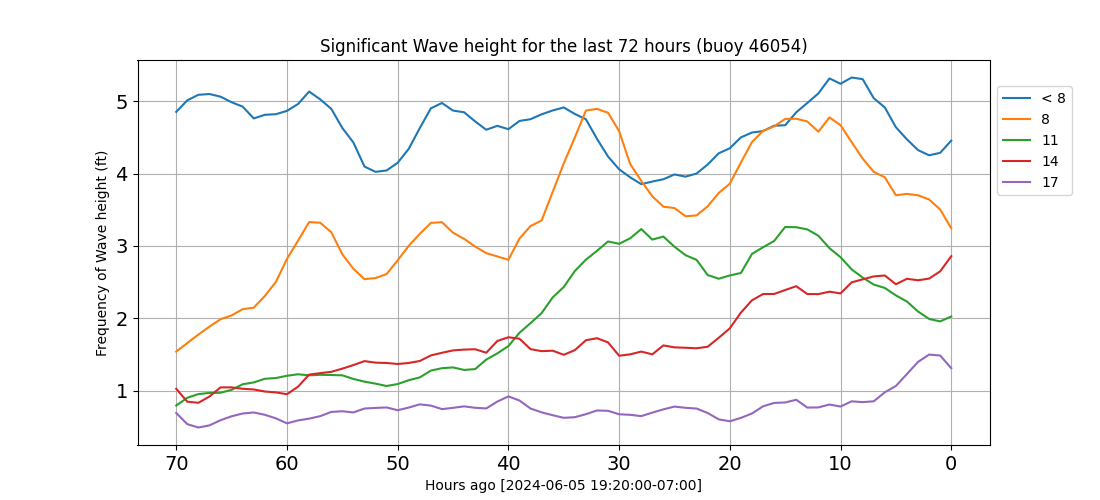 Significant Wave height for the last 72 hours (buoy 46054)
Frequency of Wave height (ft)
5
4
3
2
1
70 60 50 40 30 20 10 0
Hours ago [2024-06-05 19:20:00-07:00]
< 8
8
11
14
17